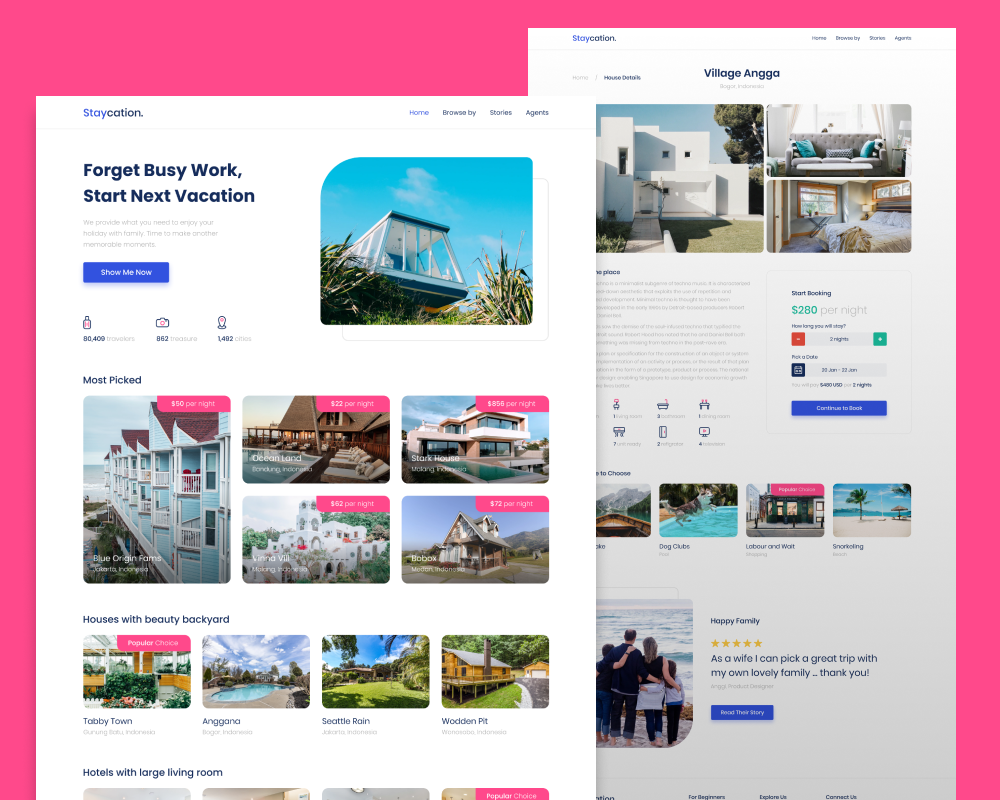 Staycation.
Home
Browse by
Stories
Agents
Forget Busy Work,
Start Next Vacation
We provide what you need to enjoy your
holiday with family. Time to make another
memorable moments.
Show Me Now
80,409 travelers
862 treasure
1,492 cities
Most Picked
$50 per night
Blue Origin Fams
Jakarta, Indonesia
$22 per night
Ocean Land
Bandung, Indonesia
$856 per night
Stark House
Malang, Indonesia
$62 per night
Vinna Vill
Malang, Indonesia
$72 per night
Bobox
Medan, Indonesia
Houses with beauty backyard
Popular Choice
Tabby Town
Gunung Batu, Indonesia
Anggana
Bogor, Indonesia
Seattle Rain
Jakarta, Indonesia
Wodden Pit
Wonosobo, Indonesia
Hotels with large living room
Popular Choice
Staycation.
Home
Browse by
Stories
Agents
Home / House Details
Village Angga
Bogor, Indonesia
he place
Start Booking
$280 per night
How long you will stay?
- 2 nights +
Pick a Date
20 Jan - 22 Jan
You will pay $480 USD per 2 nights
Continue to Book
e to Choose
Dog Clubs
Popular Choice
Labour and Wait
Shopping
Snorkeling
Beach
Happy Family
As a wife I can pick a great trip with
my own lovely family ... thank you!
Angga, Product Designer
Read Their Story
For Beginners
Explore Us
Connect Us